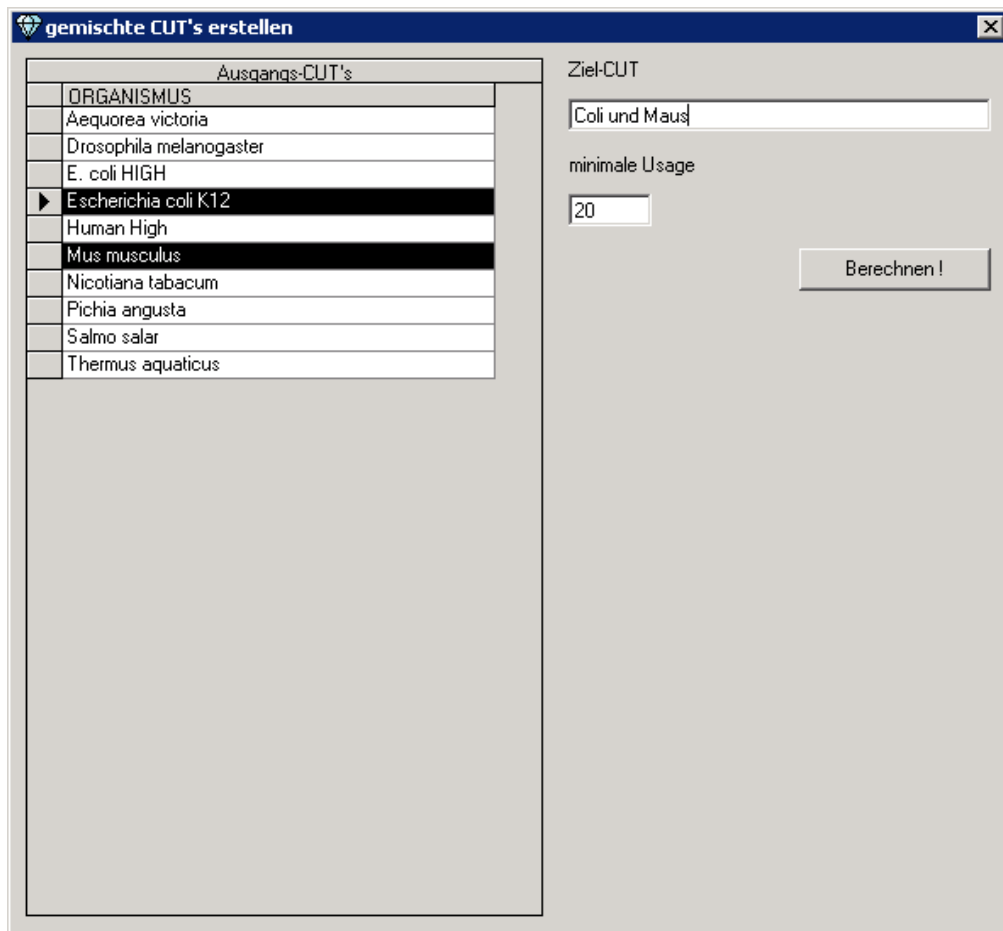 gemischte CUT's erstellen
Ausgangs-CUT's
ORGANISMUS
Aequorea victoria
Drosophila melanogaster
E. coli HIGH
Escherichia coli K12
Human High
Mus musculus
Nicotiana tabacum
Pichia angusta
Salmo salar
Thermus aquaticus
Ziel-CUT
Coli und Maus
minimale Usage
20
Berechnen !